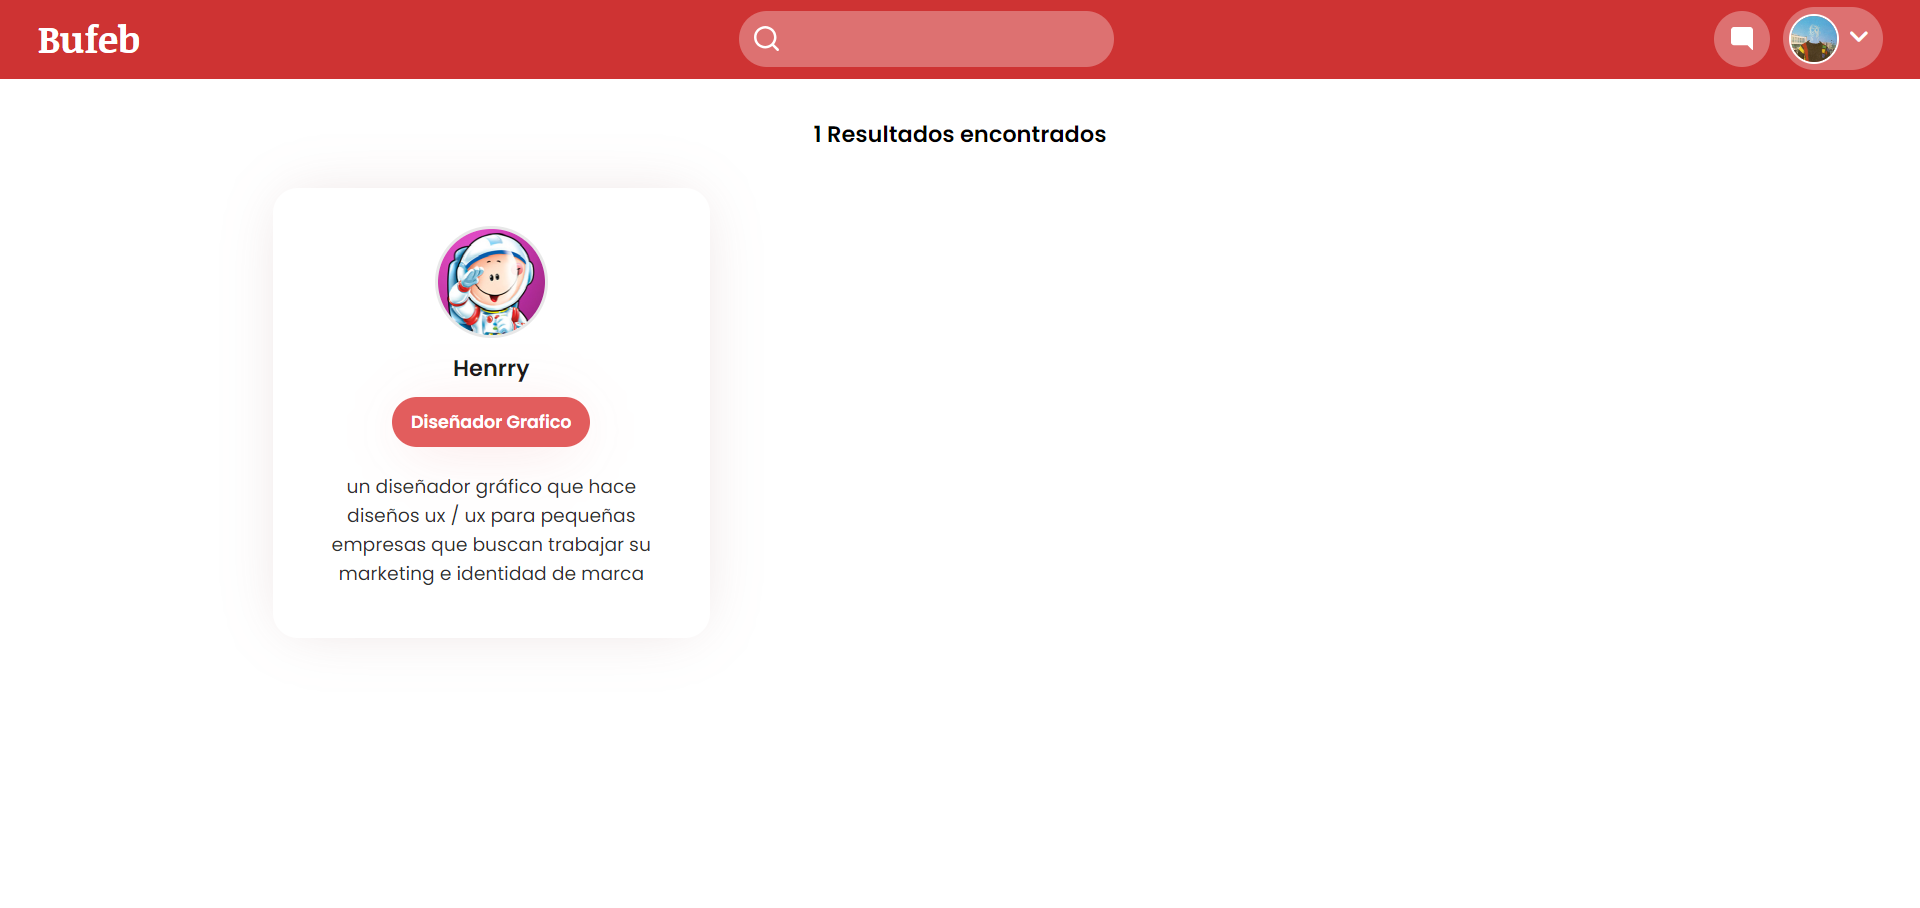 Bufeb
1 Resultados encontrados
Henrry
Diseñador Grafico
un diseñador gráfico que hace
diseños ux / ux para pequeñas
empresas que buscan trabajar su
marketing e identidad de marca